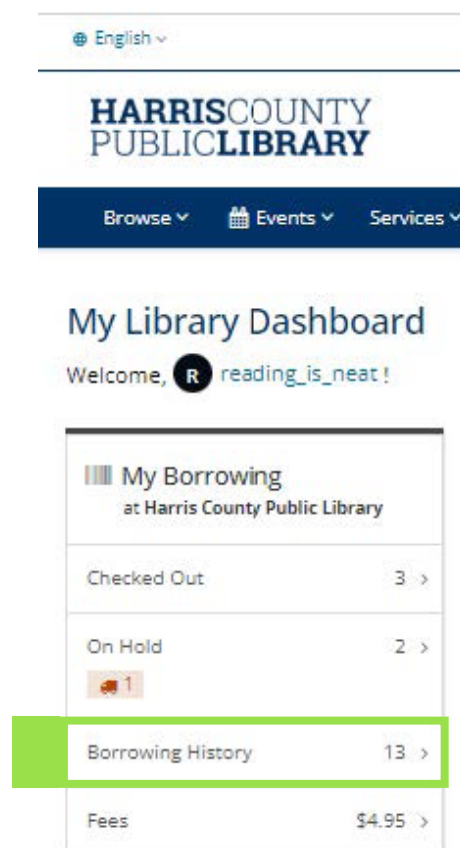 English
HARRISCOUNTY
PUBLICLIBRARY
Browse Events Services
My Library Dashboard
Welcome, R reading_is_neat !
My Borrowing
at Harris County Public Library
Checked Out 3
On Hold 2
1
Borrowing History 13
Fees $4.95